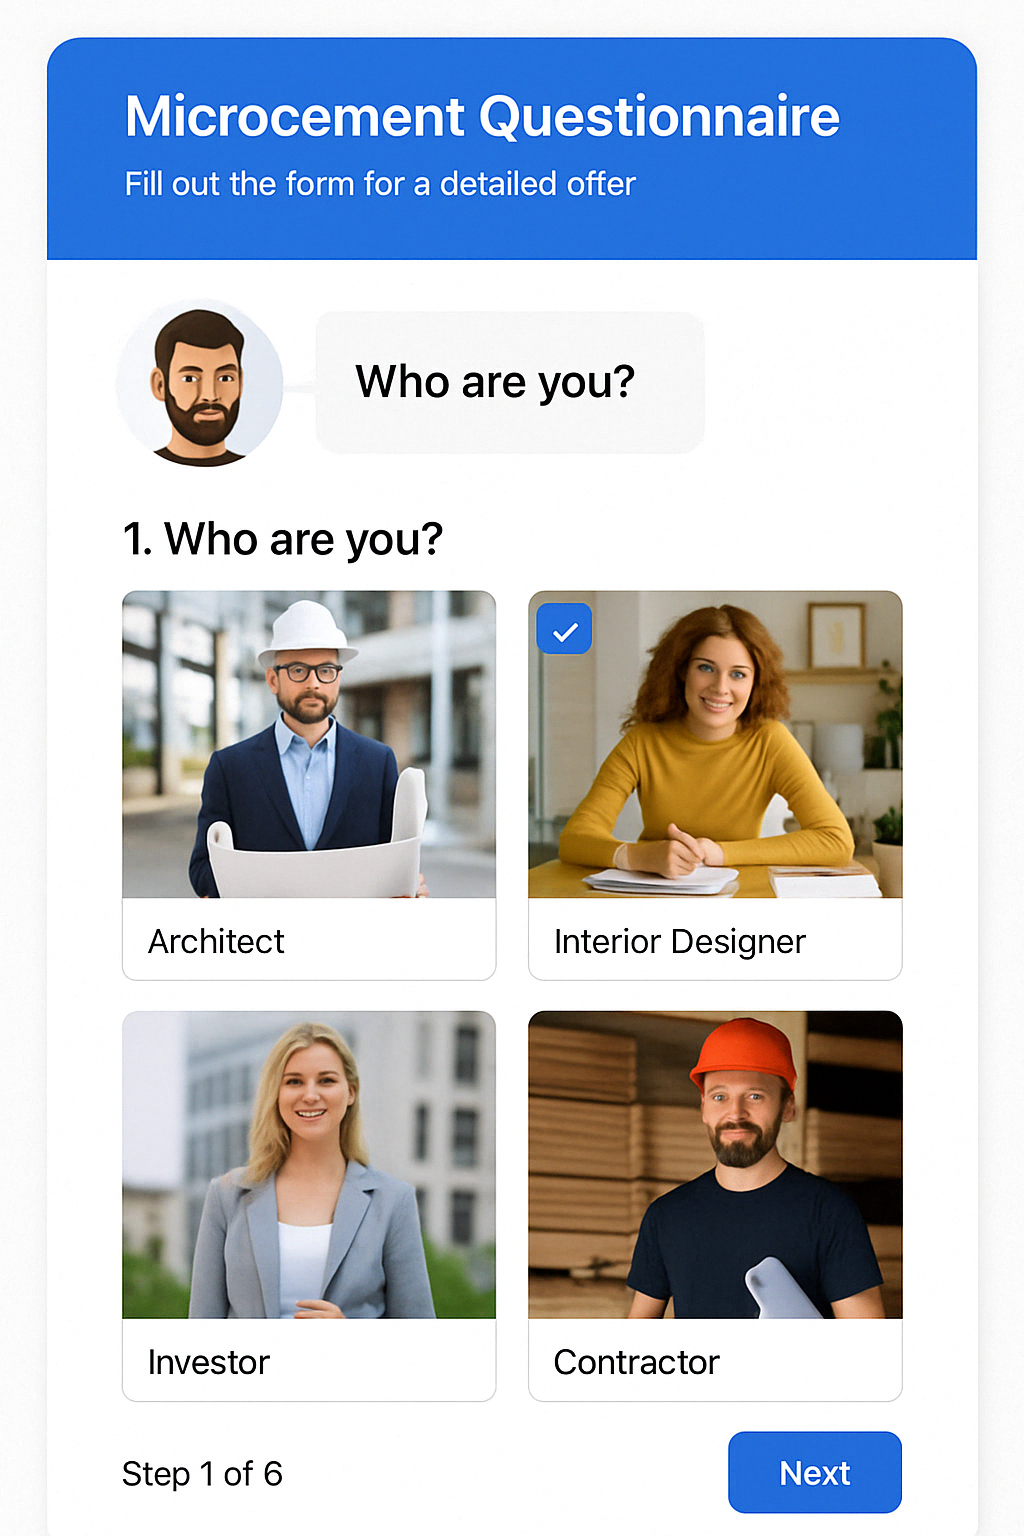 Microcement Questionnaire
Fill out the form for a detailed offer
Who are you?
1. Who are you?
Architect
Interior Designer
Investor
Contractor
Step 1 of 6
Next